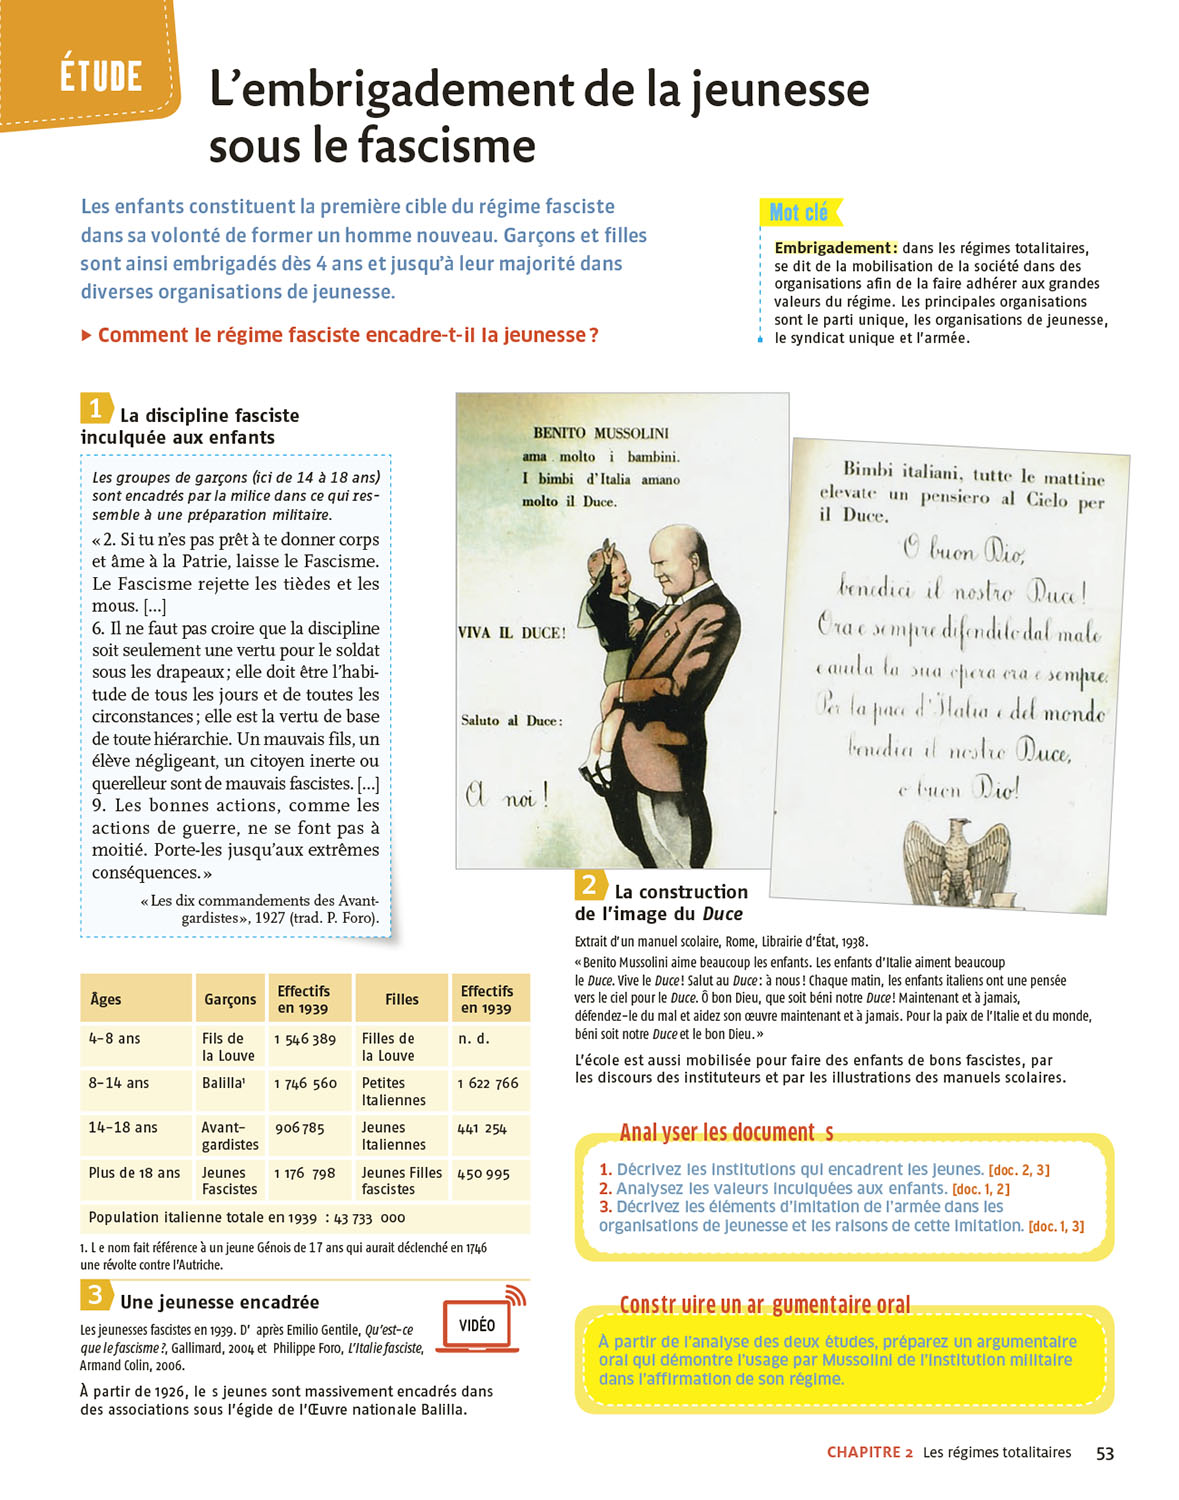 ÉTUDE
L'embrigadement de la jeunesse
sous le fascisme
Les enfants constituent la première cible du régime fasciste
dans sa volonté de former un homme nouveau. Garçons et filles
sont ainsi embrigadés dès 4 ans et jusqu'à leur majorité dans
diverses organisations de jeunesse.
▶ Comment le régime fasciste encadre-t-il la jeunesse ?
Mot clé
Embrigadement : dans les régimes totalitaires,
se dit de la mobilisation de la société dans des
organisations afin de la faire adhérer aux grandes
valeurs du régime. Les principales organisations
sont le parti unique, les organisations de jeunesse,
le syndicat unique et l'armée.
1 La discipline fasciste
inculquée aux enfants
Les groupes de garçons (ici de 14 à 18 ans)
sont encadrés par la milice dans ce qui res-
semble à une préparation militaire.
« 2. Si tu n'es pas prêt à te donner corps
et âme à la Patrie, laisse le Fascisme.
Le Fascisme rejette les tièdes et les
mous. [...]
6. Il ne faut pas croire que la discipline
soit seulement une vertu pour le soldat
sous les drapeaux ; elle doit être l'habi-
tude de tous les jours et de toutes les
circonstances ; elle est la vertu de base
de toute hiérarchie. Un mauvais fils, un
élève négligeant, un citoyen inerte ou
querelleur sont de mauvais fascistes. [...]
9. Les bonnes actions, comme les
actions de guerre, ne se font pas à
moitié. Porte-les jusqu'aux extrêmes
conséquences. »
« Les dix commandements des Avant-
gardistes », 1927 (trad. P. Foro).
BENITO MUSSOLINI
ama molto i bambini.
I bimbi d'Italia amano
molto il Duce.
VIVA IL DUCE!
Saluto al Duce:
A noi!
Bimbi italiani, tutte le mattine
elevate un pensiero al Cielo per
il Duce.
O buon Dio,
benedici il nostro Duce!
Ora e sempre difendilo dal male
e aiuta la sua opera ora e sempre.
Per la pace d'Italia e del mondo
benedici il nostro Duce,
o buon Dio!
2 La construction
de l'image du Duce
Extrait d'un manuel scolaire, Rome, Librairie d'État, 1938.
« Benito Mussolini aime beaucoup les enfants. Les enfants d'Italie aiment beaucoup
le Duce. Vive le Duce ! Salut au Duce : à nous ! Chaque matin, les enfants italiens ont une pensée
vers le ciel pour le Duce. Ô bon Dieu, que soit béni notre Duce ! Maintenant et à jamais,
défendez-le du mal et aidez son œuvre maintenant et à jamais. Pour la paix de l'Italie et du monde,
béni soit notre Duce et le bon Dieu. »
L'école est aussi mobilisée pour faire des enfants de bons fascistes, par
les discours des instituteurs et par les illustrations des manuels scolaires.
Âges Garçons Effectifs en 1939 Filles Effectifs en 1939
4-8 ans Fils de la Louve 1 546 389 Filles de la Louve n. d.
8-14 ans Balilla¹ 1 746 560 Petites Italiennes 1 622 766
14-18 ans Avant-gardistes 906 785 Jeunes Italiennes 441 254
Plus de 18 ans Jeunes Fascistes 1 176 798 Jeunes Filles fascistes 450 995
Population italienne totale en 1939 : 43 733 000
1. L e nom fait référence à un jeune Génois de 17 ans qui aurait déclenché en 1746
une révolte contre l'Autriche.
3 Une jeunesse encadrée
Les jeunesses fascistes en 1939. D' après Emilio Gentile, Qu'est-ce
que le fascisme ?, Gallimard, 2004 et Philippe Foro, L'Italie fasciste,
Armand Colin, 2006.
VIDÉO
À partir de 1926, le s jeunes sont massivement encadrés dans
des associations sous l'égide de l'Œuvre nationale Balilla.
Anal yser les document s
1. Décrivez les institutions qui encadrent les jeunes. [doc. 2, 3]
2. Analysez les valeurs inculquées aux enfants. [doc. 1, 2]
3. Décrivez les éléments d'imitation de l'armée dans les
organisations de jeunesse et les raisons de cette imitation. [doc. 1, 3]
Constr uire un ar gumentaire oral
À partir de l'analyse des deux études, préparez un argumentaire
oral qui démontre l'usage par Mussolini de l'institution militaire
dans l'affirmation de son régime.
CHAPITRE 2 Les régimes totalitaires 53